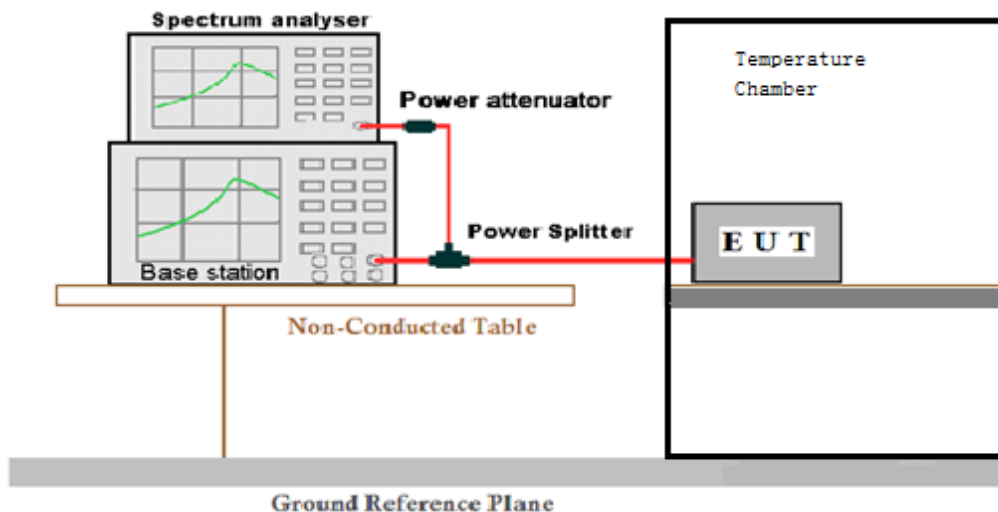 Spectrum analyser
Temperature
Chamber
Power attenuator
Power Splitter
E U T
Base station
Non-Conducted Table
Ground Reference Plane